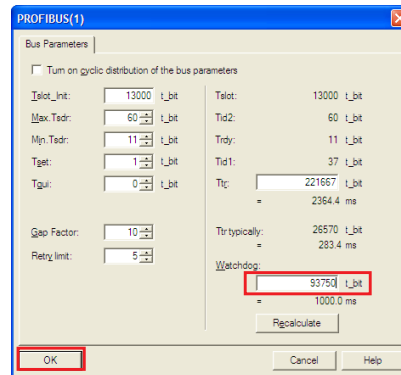 PROFIBUS(1)
Bus Parameters
Turn on cyclic distribution of the bus parameters
Tslot_Init: 13000 t_bit
Max.Tsdr: 60 t_bit
Min.Tsdr: 11 t_bit
Tset: 1 t_bit
Tqui: 0 t_bit
Gap Factor: 10
Retry limit: 5
Tslot: 13000 t_bit
Tid2: 60 t_bit
Trdy: 11 t_bit
Tid1: 37 t_bit
Ttr: 221667 t_bit
= 2364.4 ms
Ttr typically: 26570 t_bit
= 283.4 ms
Watchdog:
93750 t_bit
= 1000.0 ms
Recalculate
OK Cancel Help